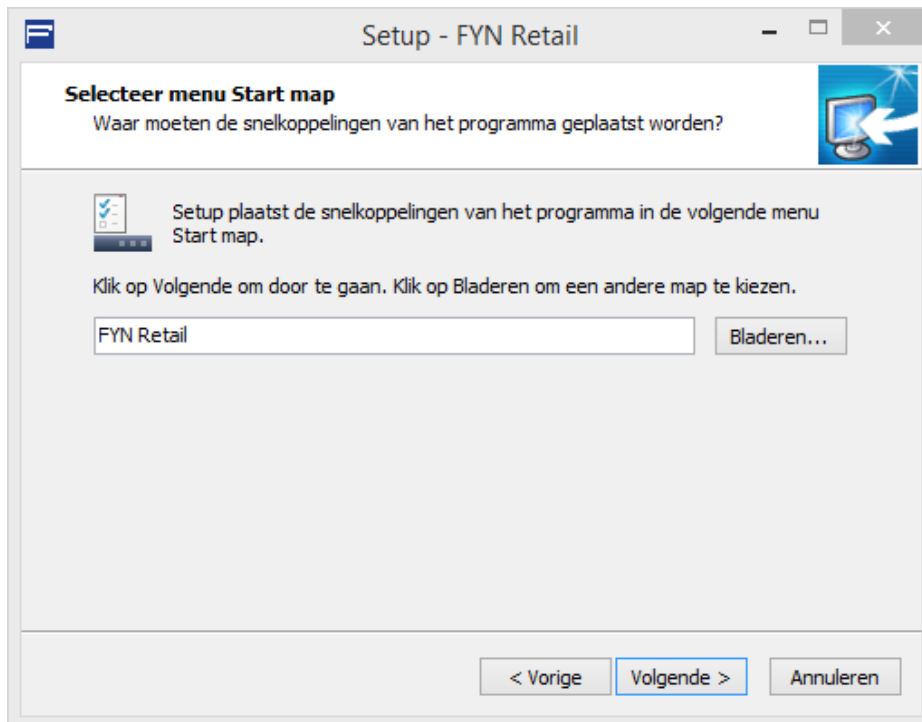 Setup - FYN Retail
Selecteer menu Start map
Waar moeten de snelkoppelingen van het programma geplaatst worden?
Setup plaatst de snelkoppelingen van het programma in de volgende menu
Start map.
Klik op Volgende om door te gaan. Klik op Bladeren om een andere map te kiezen.
FYN Retail
Bladeren...
< Vorige
Volgende >
Annuleren